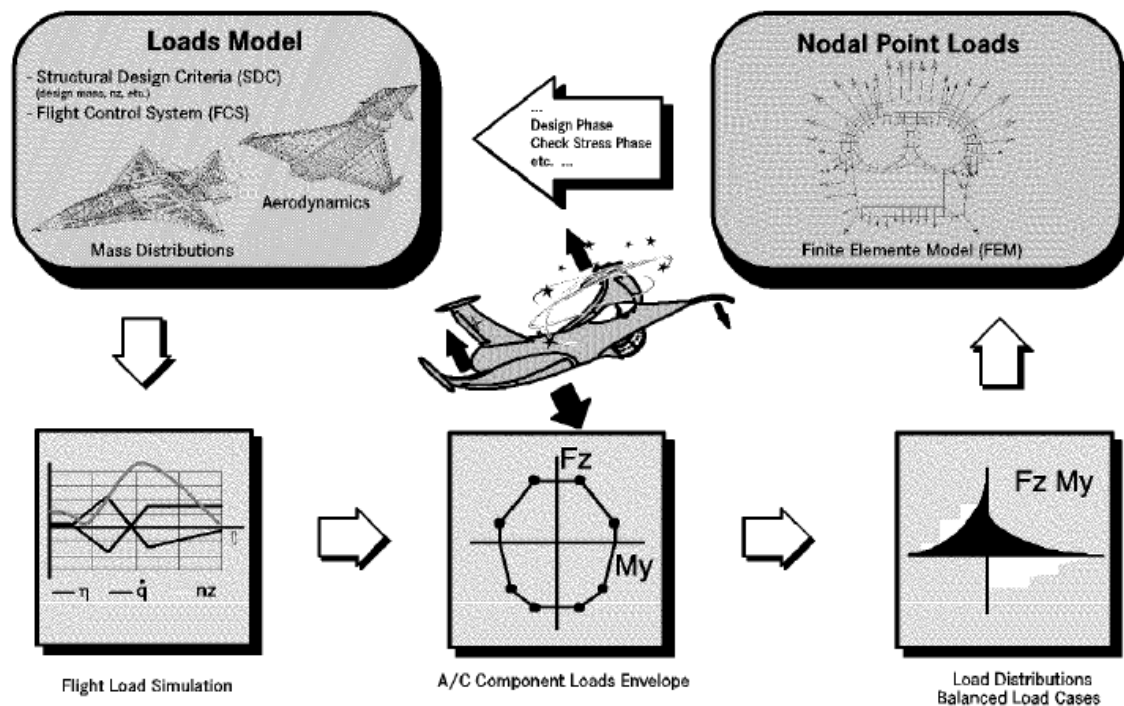 Loads Model
- Structural Design Criteria (SDC)
(design mass, nz, etc.)
- Flight Control System (FCS)
Aerodynamics
Mass Distributions
...
Design Phase
Check Stress Phase
etc. ...
Nodal Point Loads
Finite Elemente Model (FEM)
η q̇ nz
Flight Load Simulation
Fz
My
A/C Component Loads Envelope
Fz My
Load Distributions
Balanced Load Cases